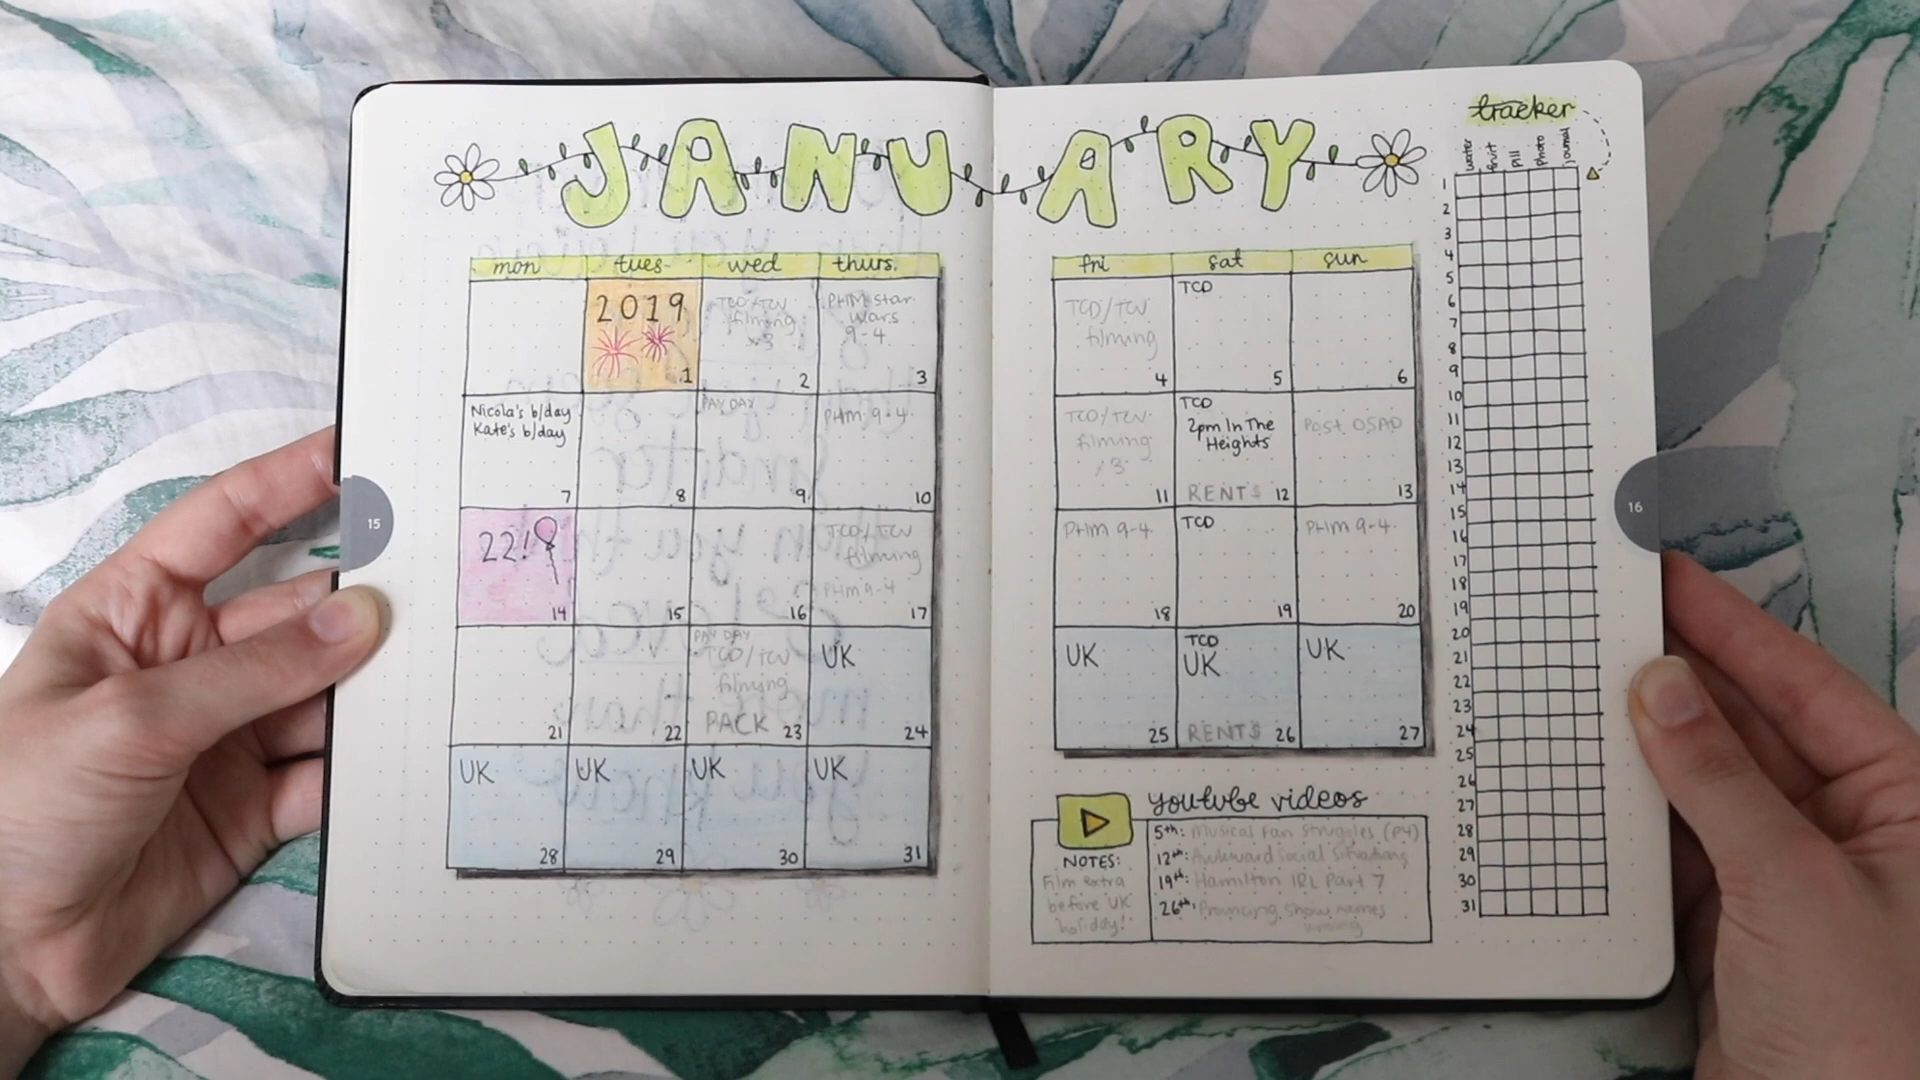 JANUARY
mon tues wed thurs.
fri sat sun
2019
1
TCD/TCV
filming
x3
2
PHM Star
Wars
9-4
3
TCD/TCV
filming
4
TCD
5
6
Nicola's b/day
Kate's b/day
7
8
PAY DAY
9
PHM 9-4
10
TCD/TCV
filming
11
TCD
2pm In The
Heights
RENT$ 12
Post OSAD
13
22!
14
15
16
TCD/TCV
filming
PHM 9-4
17
PHM 9-4
18
TCD
19
PHM 9-4
20
21
22
PAY DAY
TCD/TCV
filming
PACK 23
UK
24
UK
25
TCD
UK
RENT$ 26
UK
27
UK
28
UK
29
UK
30
UK
31
15
16
youtube videos
NOTES:
Film extra
before UK
holiday!
5th: Musical Fan Struggles (P4)
12th: Awkward Social Situations
19th: Hamilton IRL Part 7
26th: show names
tracker
water fruit pill photo journal
1
2
3
4
5
6
7
8
9
10
11
12
13
14
15
16
17
18
19
20
21
22
23
24
25
26
27
28
29
30
31